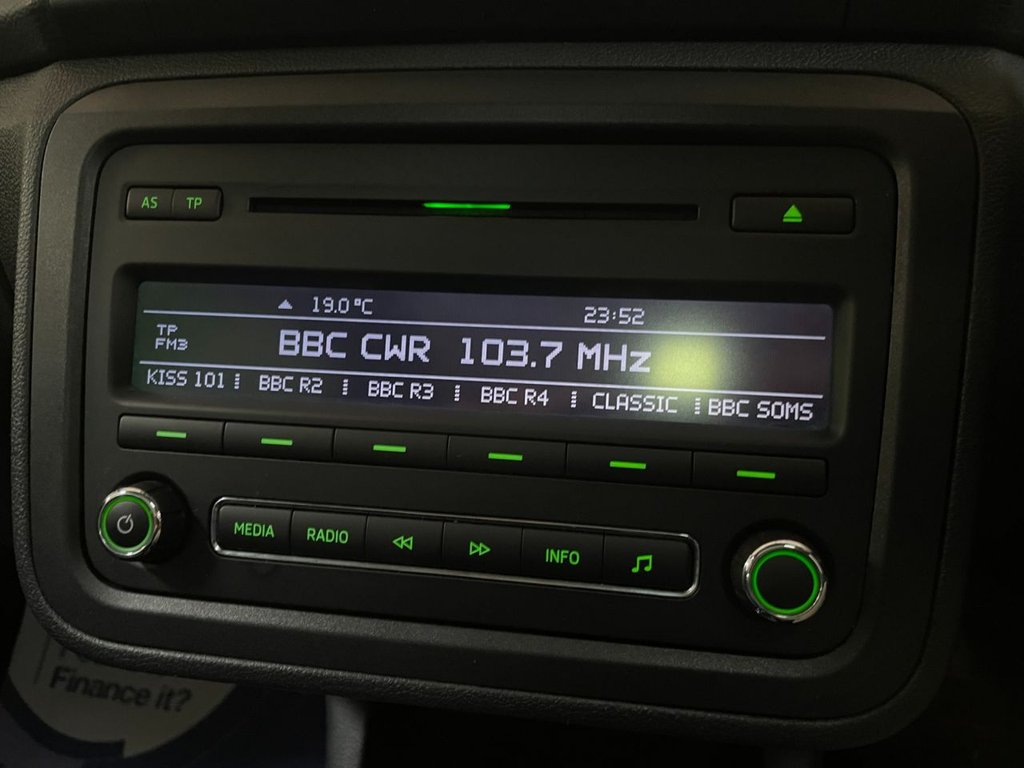 AS TP
19.0°C 23:52
TP
FM3
BBC CWR 103.7 MHz
KISS 101 BBC R2 BBC R3 BBC R4 CLASSIC BBC SOMS
MEDIA RADIO INFO
Finance it?